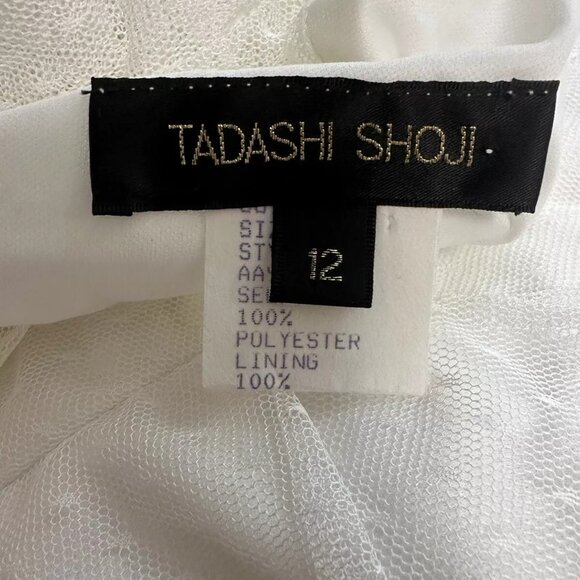 TADASHI SHOJI
12
100%
POLYESTER
LINING
100%